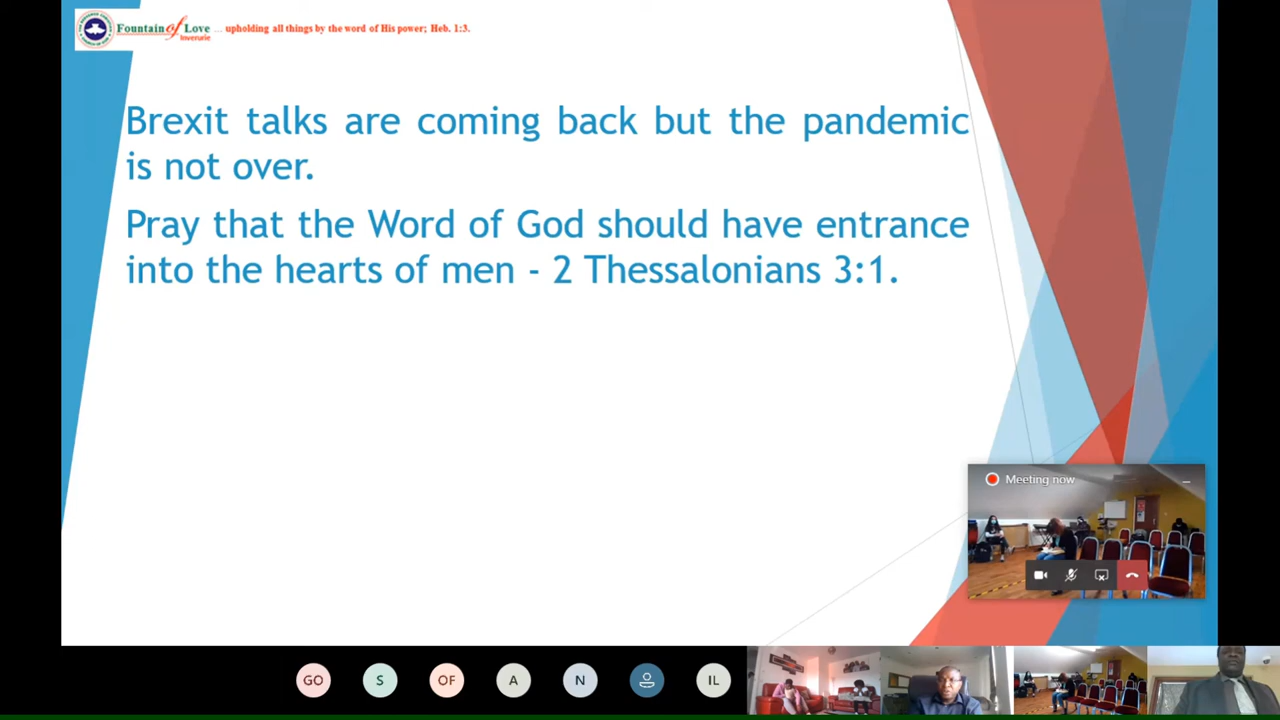 Fountain of Love ... upholding all things by the word of His power; Heb. 1:3.
Inverurie
Brexit talks are coming back but the pandemic
is not over.
Pray that the Word of God should have entrance
into the hearts of men - 2 Thessalonians 3:1.
Meeting now
GO S OF A N IL